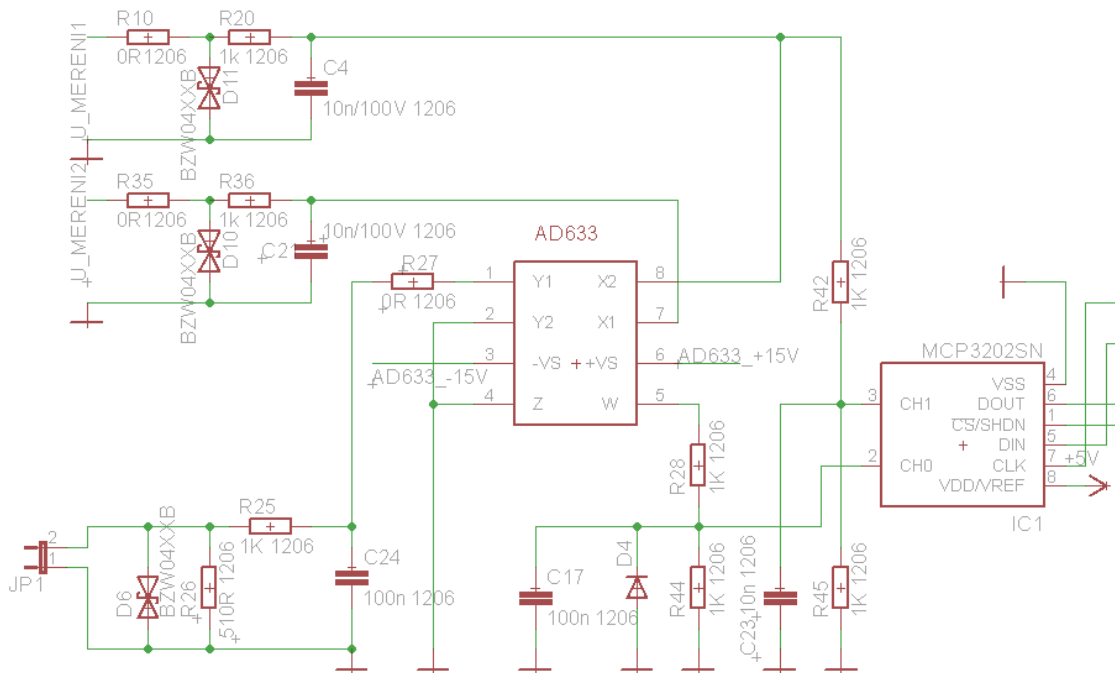 R10
R20
0R1206
1k 1206
U_MERENI1
BZW04XXB
D11
C4
10n/100V 1206
R35
R36
0R1206
1k 1206
U_MERENI2
BZW04XXB
D10
C21
10n/100V 1206
R27
0R 1206
AD633
1
Y1
X2
8
2
Y2
X1
7
3
-VS
+VS
6
4
Z
W
5
AD633_-15V
AD633_+15V
R42
1K 1206
R28
1K 1206
MCP3202SN
VSS
4
3
CH1
DOUT
6
CS/SHDN
1
DIN
5
2
CH0
CLK
7
+5V
VDD/VREF
8
IC1
R25
1K 1206
2
1
JP1
D6
BZW04XXB
R26
510R 1206
C24
100n 1206
C17
100n 1206
D4
R44
1K 1206
C23
10n 1206
R45
1K 1206